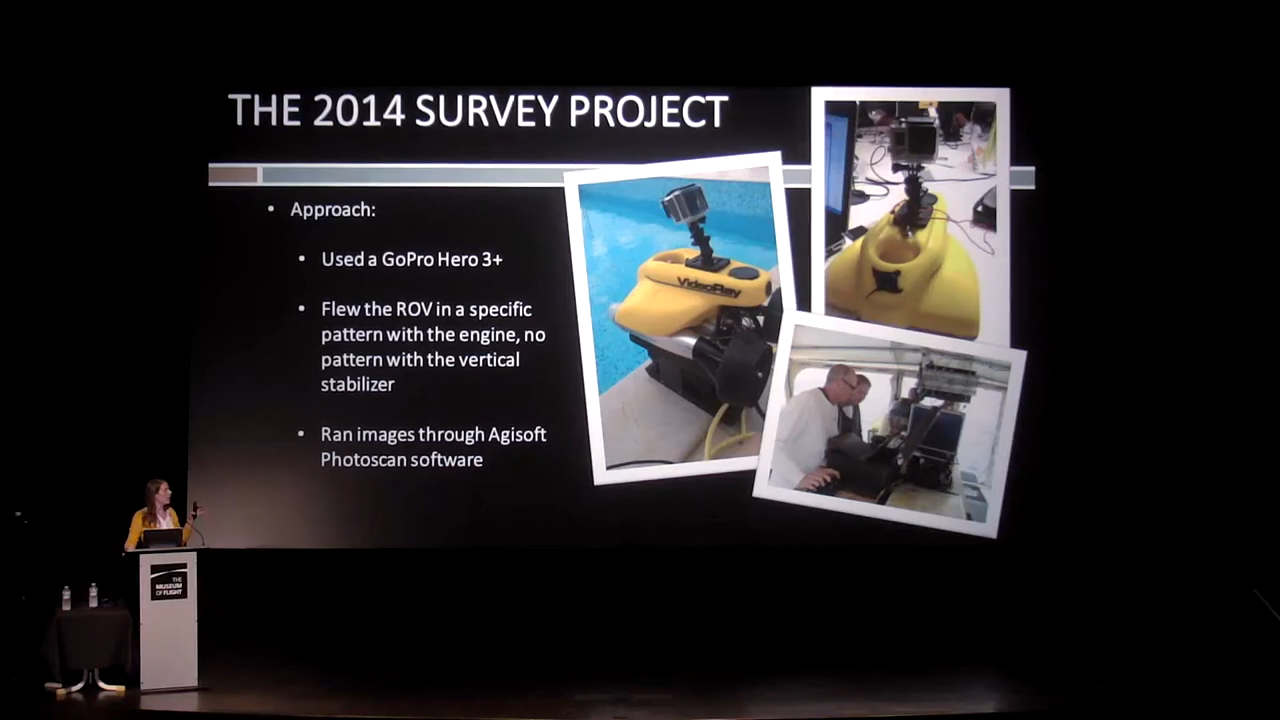 THE 2014 SURVEY PROJECT
• Approach:
• Used a GoPro Hero 3+
• Flew the ROV in a specific
pattern with the engine, no
pattern with the vertical
stabilizer
• Ran images through Agisoft
Photoscan software
VideoRay
THE
MUSEUM
OF FLIGHT